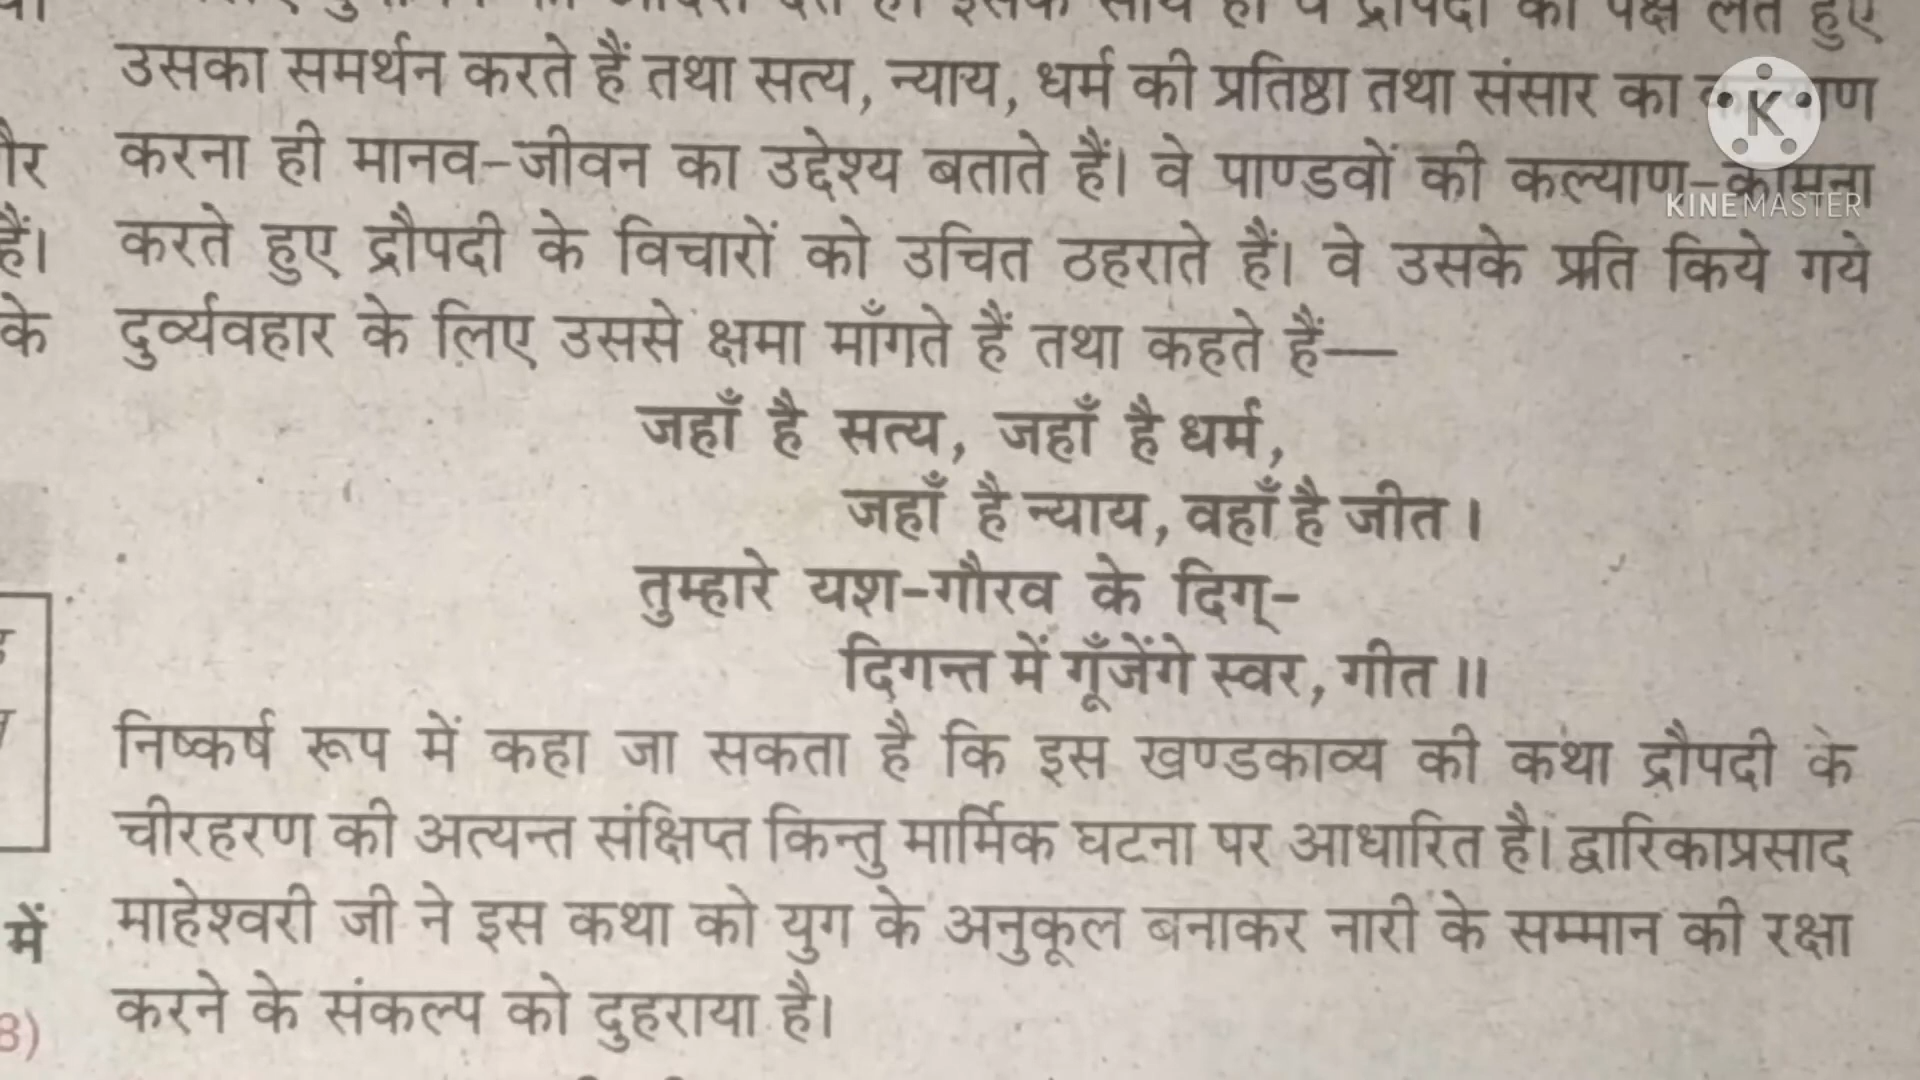 इसके साथ ही वे द्रौपदी का पक्ष लेते हुए
उसका समर्थन करते हैं तथा सत्य, न्याय, धर्म की प्रतिष्ठा तथा संसार का
करना ही मानव-जीवन का उद्देश्य बताते हैं। वे पाण्डवों की कल्याण-कामना
करते हुए द्रौपदी के विचारों को उचित ठहराते हैं। वे उसके प्रति किये गये
दुर्व्यवहार के लिए उससे क्षमा माँगते हैं तथा कहते हैं—
जहाँ है सत्य, जहाँ है धर्म,
जहाँ है न्याय, वहाँ है जीत।
तुम्हारे यश-गौरव के दिग्-
दिगन्त में गूँजेंगे स्वर, गीत॥
निष्कर्ष रूप में कहा जा सकता है कि इस खण्डकाव्य की कथा द्रौपदी के
चीरहरण की अत्यन्त संक्षिप्त किन्तु मार्मिक घटना पर आधारित है। द्वारिकाप्रसाद
माहेश्वरी जी ने इस कथा को युग के अनुकूल बनाकर नारी के सम्मान की रक्षा
करने के संकल्प को दुहराया है।
हैं।
के
में
K
KINEMASTER